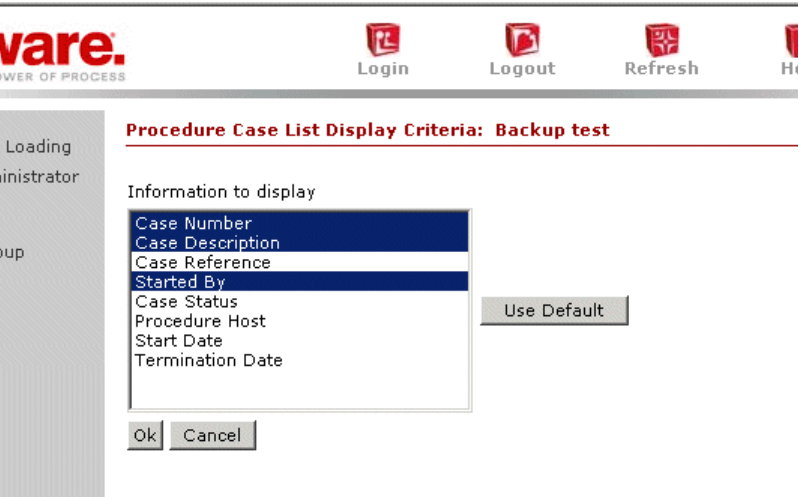 ware.
OWER OF PROCESS
Login
Logout
Refresh
Loading
inistrator
oup
Procedure Case List Display Criteria: Backup test
Information to display
Case Number
Case Description
Case Reference
Started By
Case Status
Procedure Host
Start Date
Termination Date
Use Default
Ok
Cancel